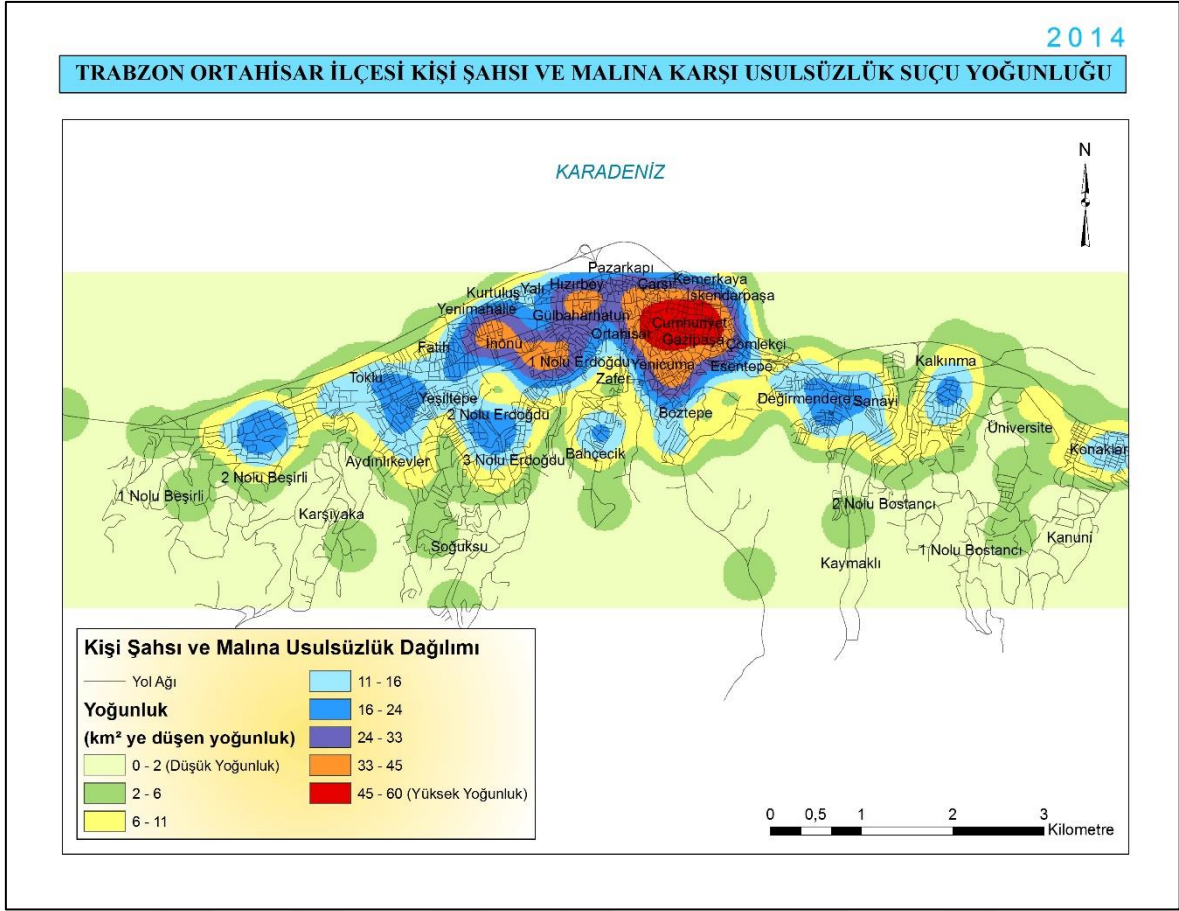 2014
TRABZON ORTAHİSAR İLÇESİ KİŞİ ŞAHSI VE MALINA KARŞI USULSÜZLÜK SUÇU YOĞUNLUĞU
N
KARADENİZ
Pazarkapı
Kemerkaya
Çarşı
Hızırbey
Yalı
Kurtuluş
İskendarpaşa
Yenimahalle
Gülbaharhatun
Cumhuriyet
Ortahisar
Gazipaşa
Çömlekçi
İnönü
Fatih
1 Nolu Erdoğdu
Yenicuma
Esentepe
Kalkınma
Toklu
Zafer
Yeşiltepe
Değirmendere
Sanayi
2 Nolu Erdoğdu
Boztepe
Üniversite
Bahçecik
Konaklar
Aydınlıkevler
3 Nolu Erdoğdu
2 Nolu Beşirli
1 Nolu Beşirli
2 Nolu Bostancı
Karşıyaka
Kanuni
Soğuksu
1 Nolu Bostancı
Kaymaklı
Kişi Şahsı ve Malına Usulsüzlük Dağılımı
Yol Ağı
Yoğunluk
(km² ye düşen yoğunluk)
0 - 2 (Düşük Yoğunluk)
2 - 6
6 - 11
11 - 16
16 - 24
24 - 33
33 - 45
45 - 60 (Yüksek Yoğunluk)
0 0,5 1 2 3
Kilometre